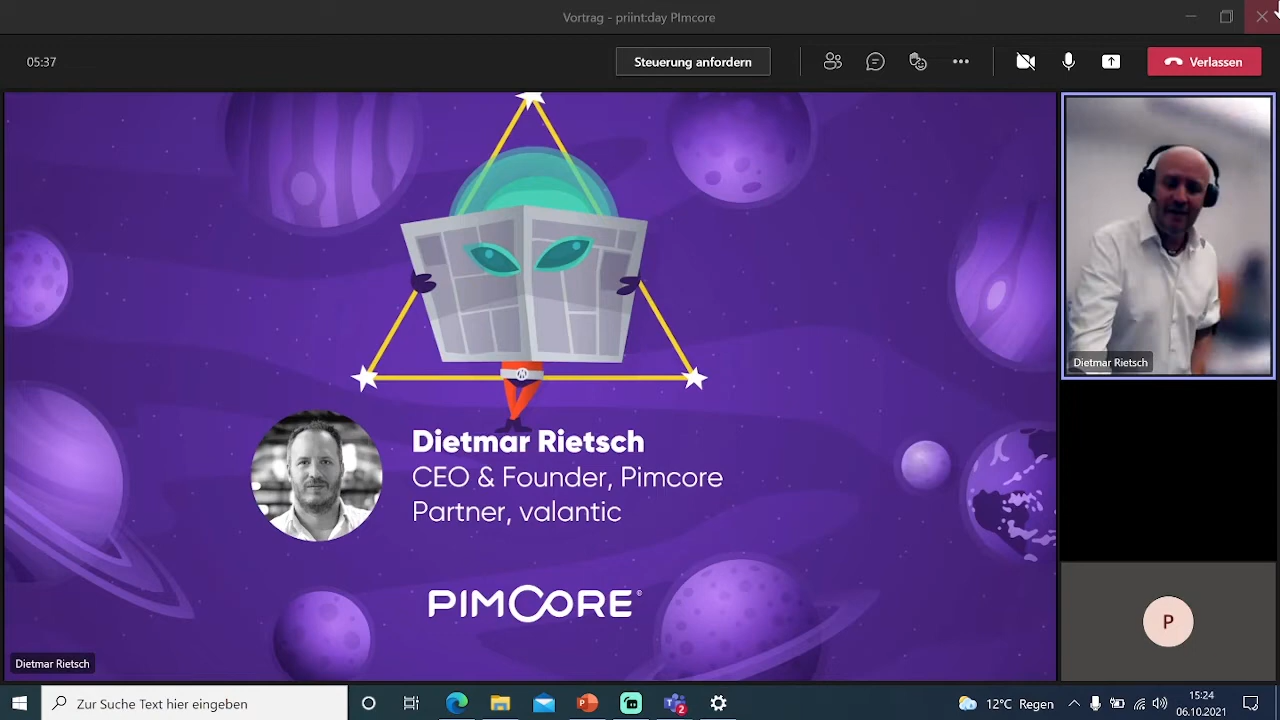 Vortrag - priint:day PImcore
05:37
Steuerung anfordern
Verlassen
Dietmar Rietsch
CEO & Founder, Pimcore
Partner, valantic
PIMCORE
Dietmar Rietsch
Dietmar Rietsch
P
Zur Suche Text hier eingeben
2
12°C Regen
15:24
06.10.2021